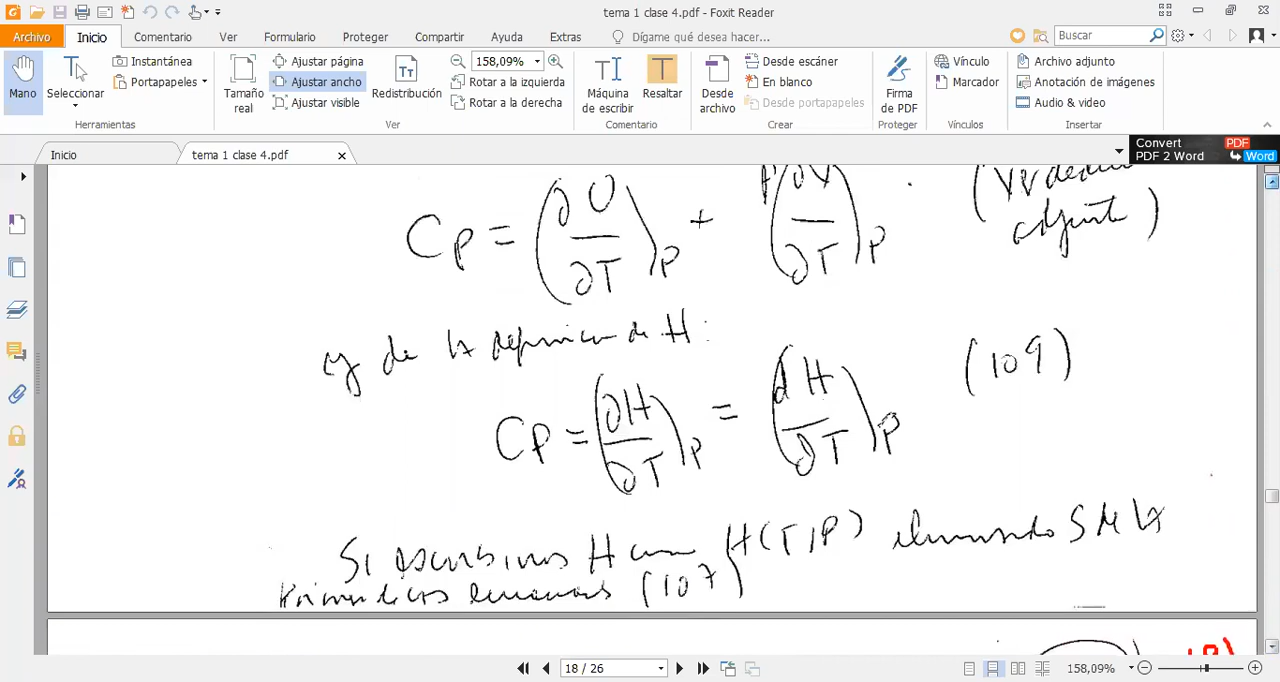 tema 1 clase 4.pdf - Foxit Reader
Archivo Inicio Comentario Ver Formulario Proteger Compartir Ayuda Extras Dígame qué desea hacer... Buscar
Mano
Seleccionar
Instantánea
Portapapeles
Herramientas
Tamaño real
Ajustar página
Ajustar ancho
Ajustar visible
Redistribución
Rotar a la izquierda
Rotar a la derecha
158,09%
Ver
Máquina de escribir
Resaltar
Comentario
Desde archivo
Desde escáner
En blanco
Desde portapapeles
Crear
Firma de PDF
Proteger
Vínculo
Marcador
Vínculos
Archivo adjunto
Anotación de imágenes
Audio & video
Insertar
Inicio tema 1 clase 4.pdf
Convert PDF
PDF 2 Word Word
Cp = (∂U/∂T)P + P(∂V/∂T)P
y de la de H:
Cp = (∂H/∂T)P = (dH/∂T)P (109)
Si escribimos H como H(T,P) eliminando S
(107)
18 / 26 158,09%